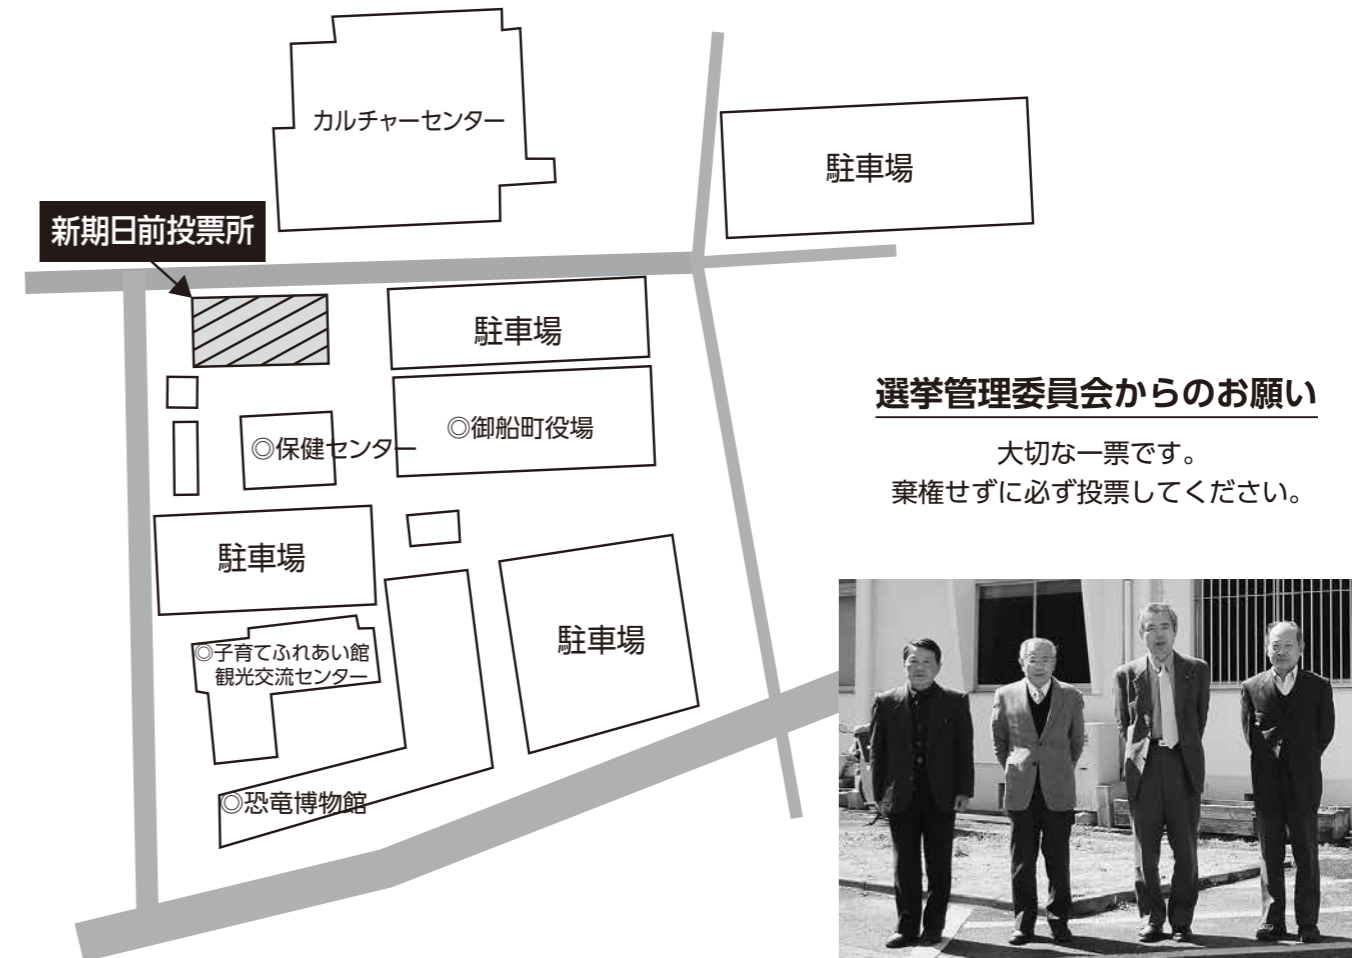 カルチャーセンター
駐車場
新期日前投票所
駐車場
◎御船町役場
◎保健センター
駐車場
駐車場
◎子育てふれあい館
観光交流センター
◎恐竜博物館
選挙管理委員会からのお願い
大切な一票です。
棄権せずに必ず投票してください。